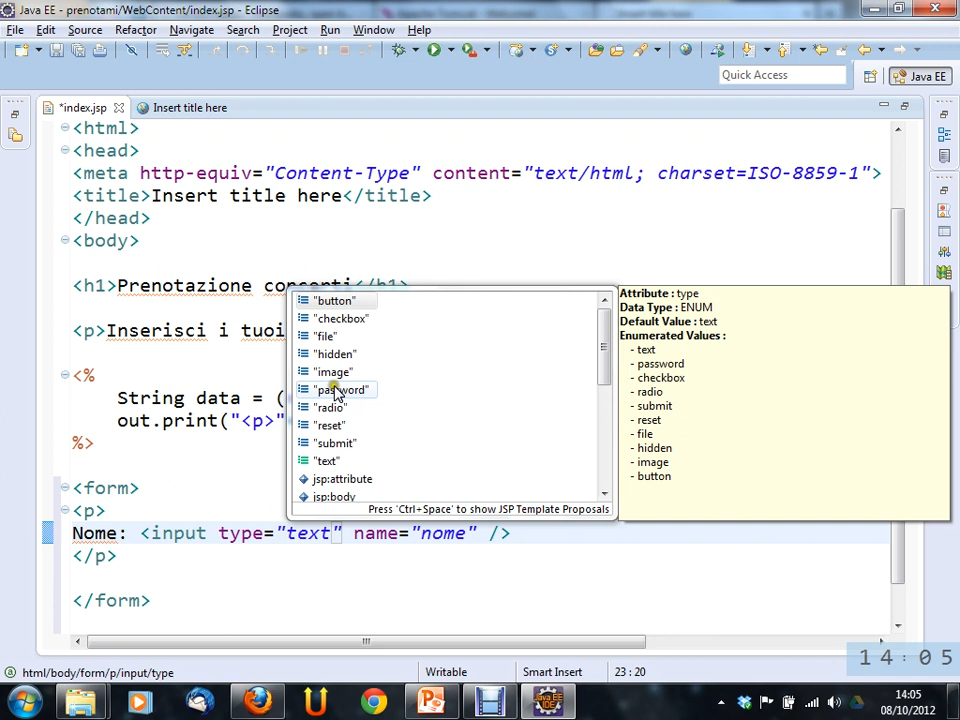 Java EE - prenotami/WebContent/index.jsp - Eclipse
File Edit Source Refactor Navigate Search Project Run Window Help
Quick Access
Java EE
*index.jsp
Insert title here
<html>
<head>
<meta http-equiv="Content-Type" content="text/html; charset=ISO-8859-1">
<title>Insert title here</title>
</head>
<body>
<h1>Prenotazione concerti</h1>
<p>Inserisci i tuoi
<%
String data = (
out.print("<p>"
%>
<form>
<p>
Nome: <input type="text" name="nome" />
</p>
</form>
"button"
"checkbox"
"file"
"hidden"
"image"
"password"
"radio"
"reset"
"submit"
"text"
jsp:attribute
jsp:body
Press 'Ctrl+Space' to show JSP Template Proposals
Attribute : type
Data Type : ENUM
Default Value : text
Enumerated Values :
- text
- password
- checkbox
- radio
- submit
- reset
- file
- hidden
- image
- button
14:05
html/body/form/p/input/type
Writable
Smart Insert
23 : 20
14:05
08/10/2012